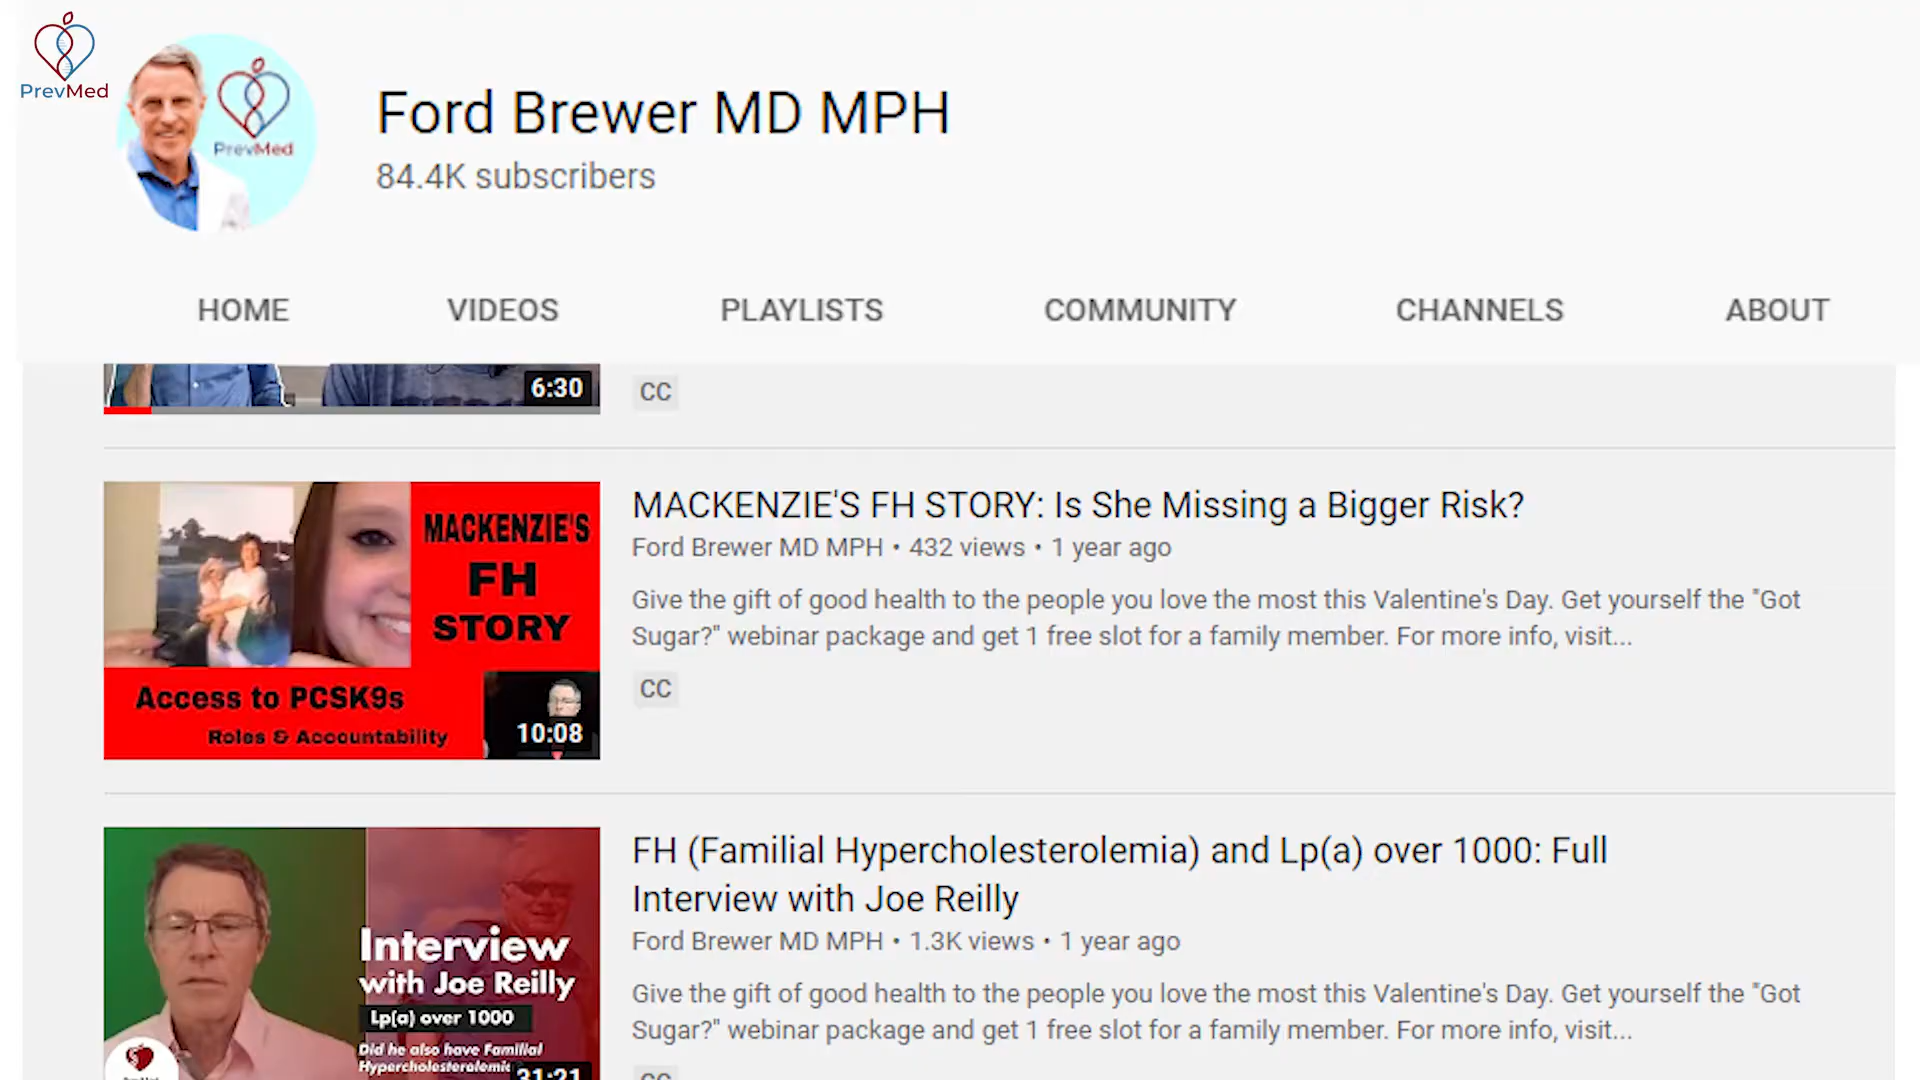 PrevMed
PrevMed
Ford Brewer MD MPH
84.4K subscribers
HOME VIDEOS PLAYLISTS COMMUNITY CHANNELS ABOUT
6:30
CC
MACKENZIE'S
FH
STORY
Access to PCSK9s
Roles & Accountability
10:08
MACKENZIE'S FH STORY: Is She Missing a Bigger Risk?
Ford Brewer MD MPH • 432 views • 1 year ago
Give the gift of good health to the people you love the most this Valentine's Day. Get yourself the "Got
Sugar?" webinar package and get 1 free slot for a family member. For more info, visit...
CC
Interview
with Joe Reilly
Lp(a) over 1000
Did he also have Familial
Hypercholesterolemia
31:21
FH (Familial Hypercholesterolemia) and Lp(a) over 1000: Full
Interview with Joe Reilly
Ford Brewer MD MPH • 1.3K views • 1 year ago
Give the gift of good health to the people you love the most this Valentine's Day. Get yourself the "Got
Sugar?" webinar package and get 1 free slot for a family member. For more info, visit...
CC